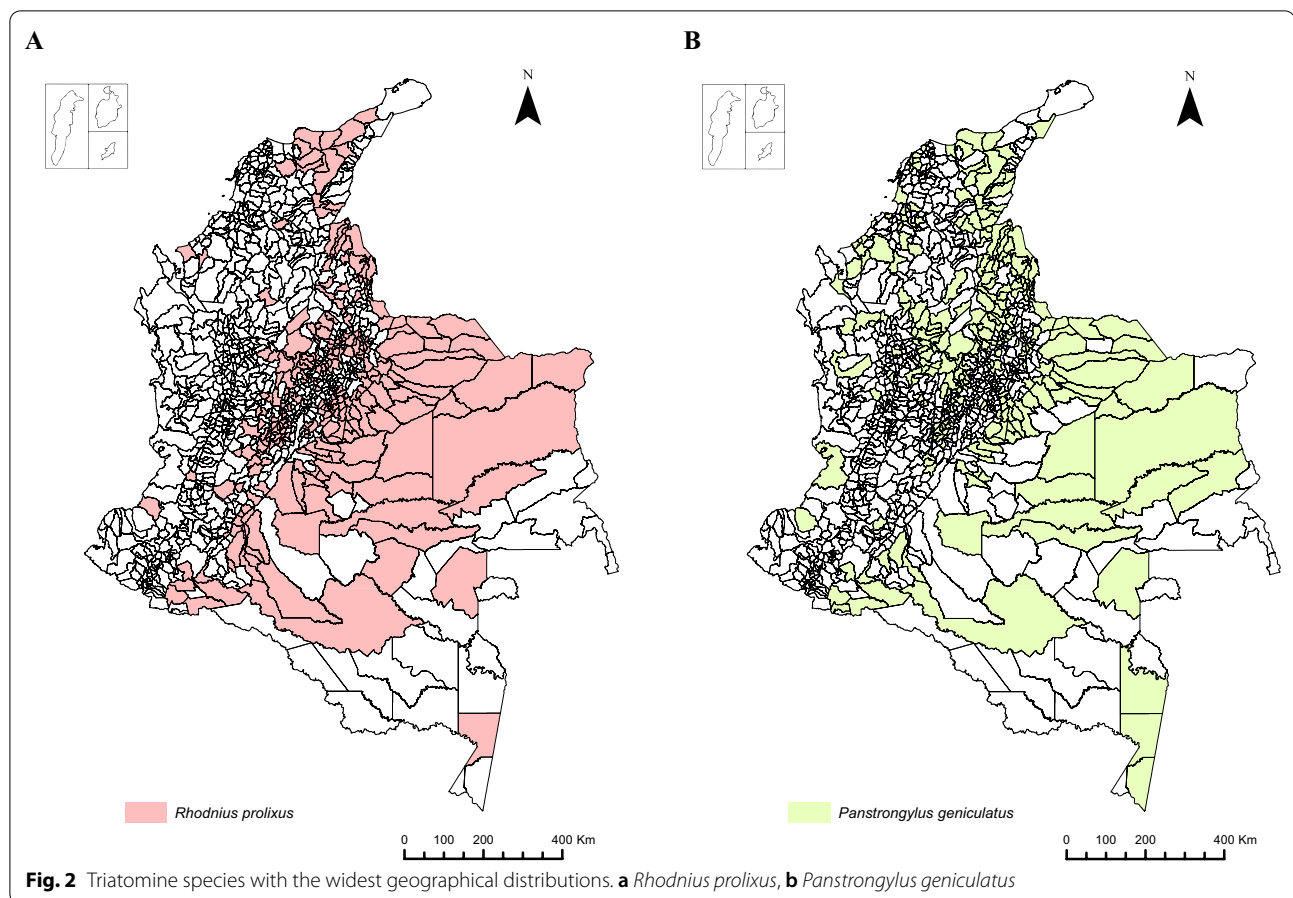 A
B
N
N
Rhodnius prolixus
Panstrongylus geniculatus
0 100 200 400 Km
0 100 200 400 Km
Fig. 2 Triatomine species with the widest geographical distributions. a Rhodnius prolixus, b Panstrongylus geniculatus